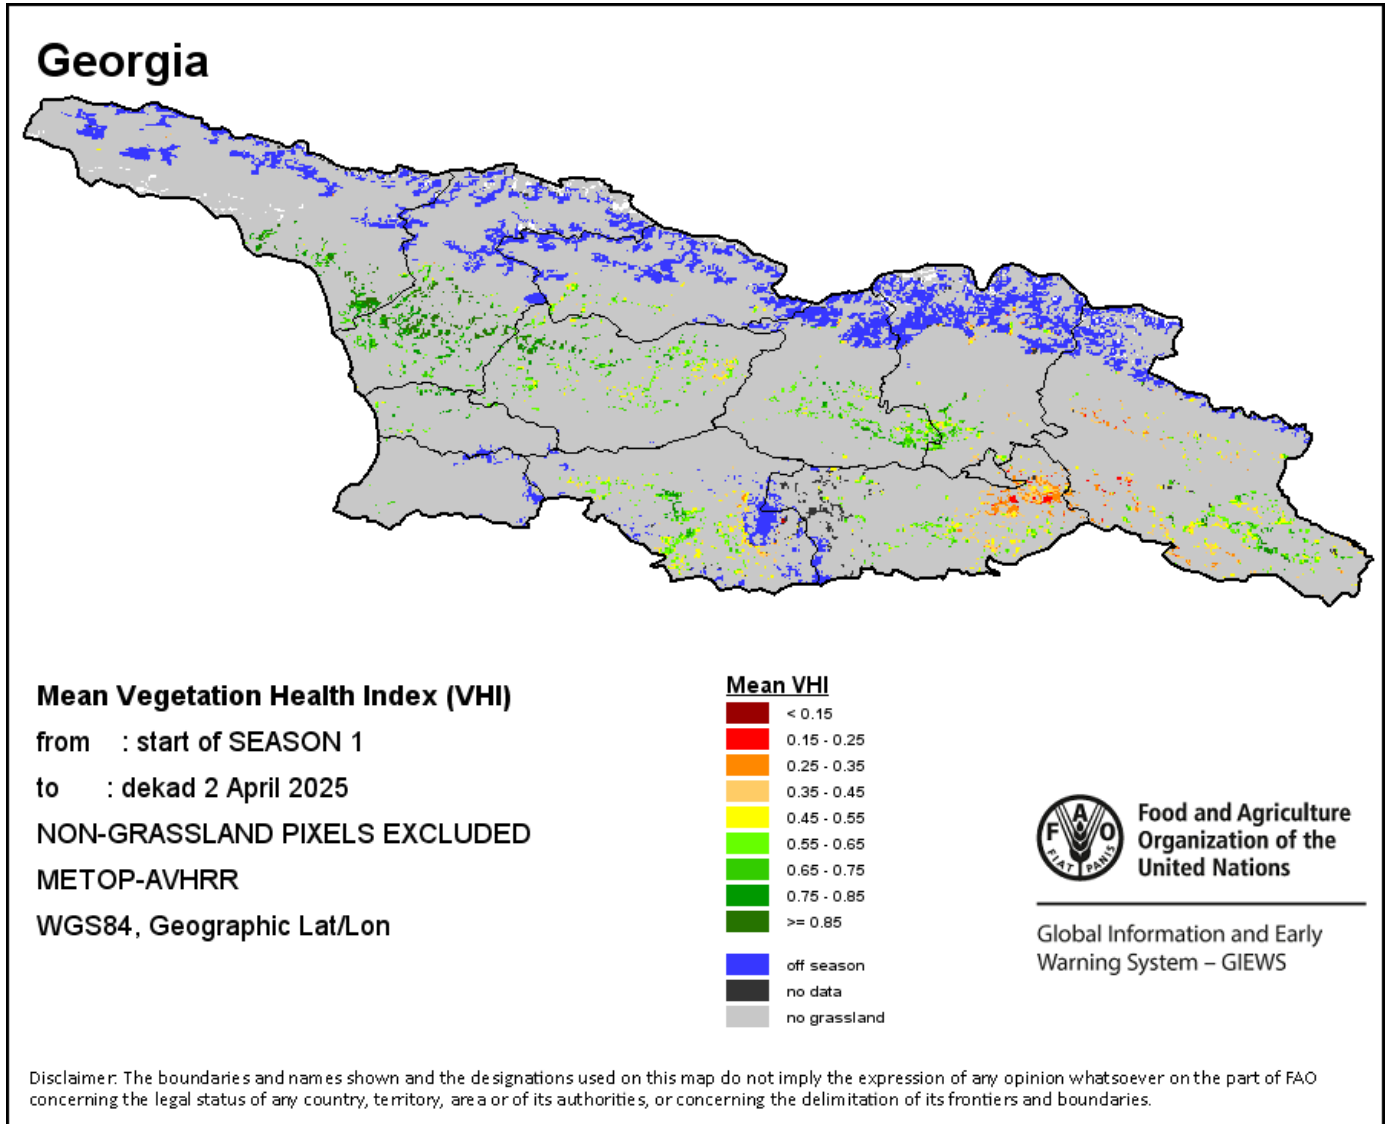 Georgia
Mean Vegetation Health Index (VHI)
from : start of SEASON 1
to : dekad 2 April 2025
NON-GRASSLAND PIXELS EXCLUDED
METOP-AVHRR
WGS84, Geographic Lat/Lon
Mean VHI
< 0.15
0.15 - 0.25
0.25 - 0.35
0.35 - 0.45
0.45 - 0.55
0.55 - 0.65
0.65 - 0.75
0.75 - 0.85
>= 0.85
off season
no data
no grassland
F A O
FIAT PANIS
Food and Agriculture
Organization of the
United Nations
Global Information and Early
Warning System – GIEWS
Disclaimer: The boundaries and names shown and the designations used on this map do not imply the expression of any opinion whatsoever on the part of FAO
concerning the legal status of any country, territory, area or of its authorities, or concerning the delimitation of its frontiers and boundaries.